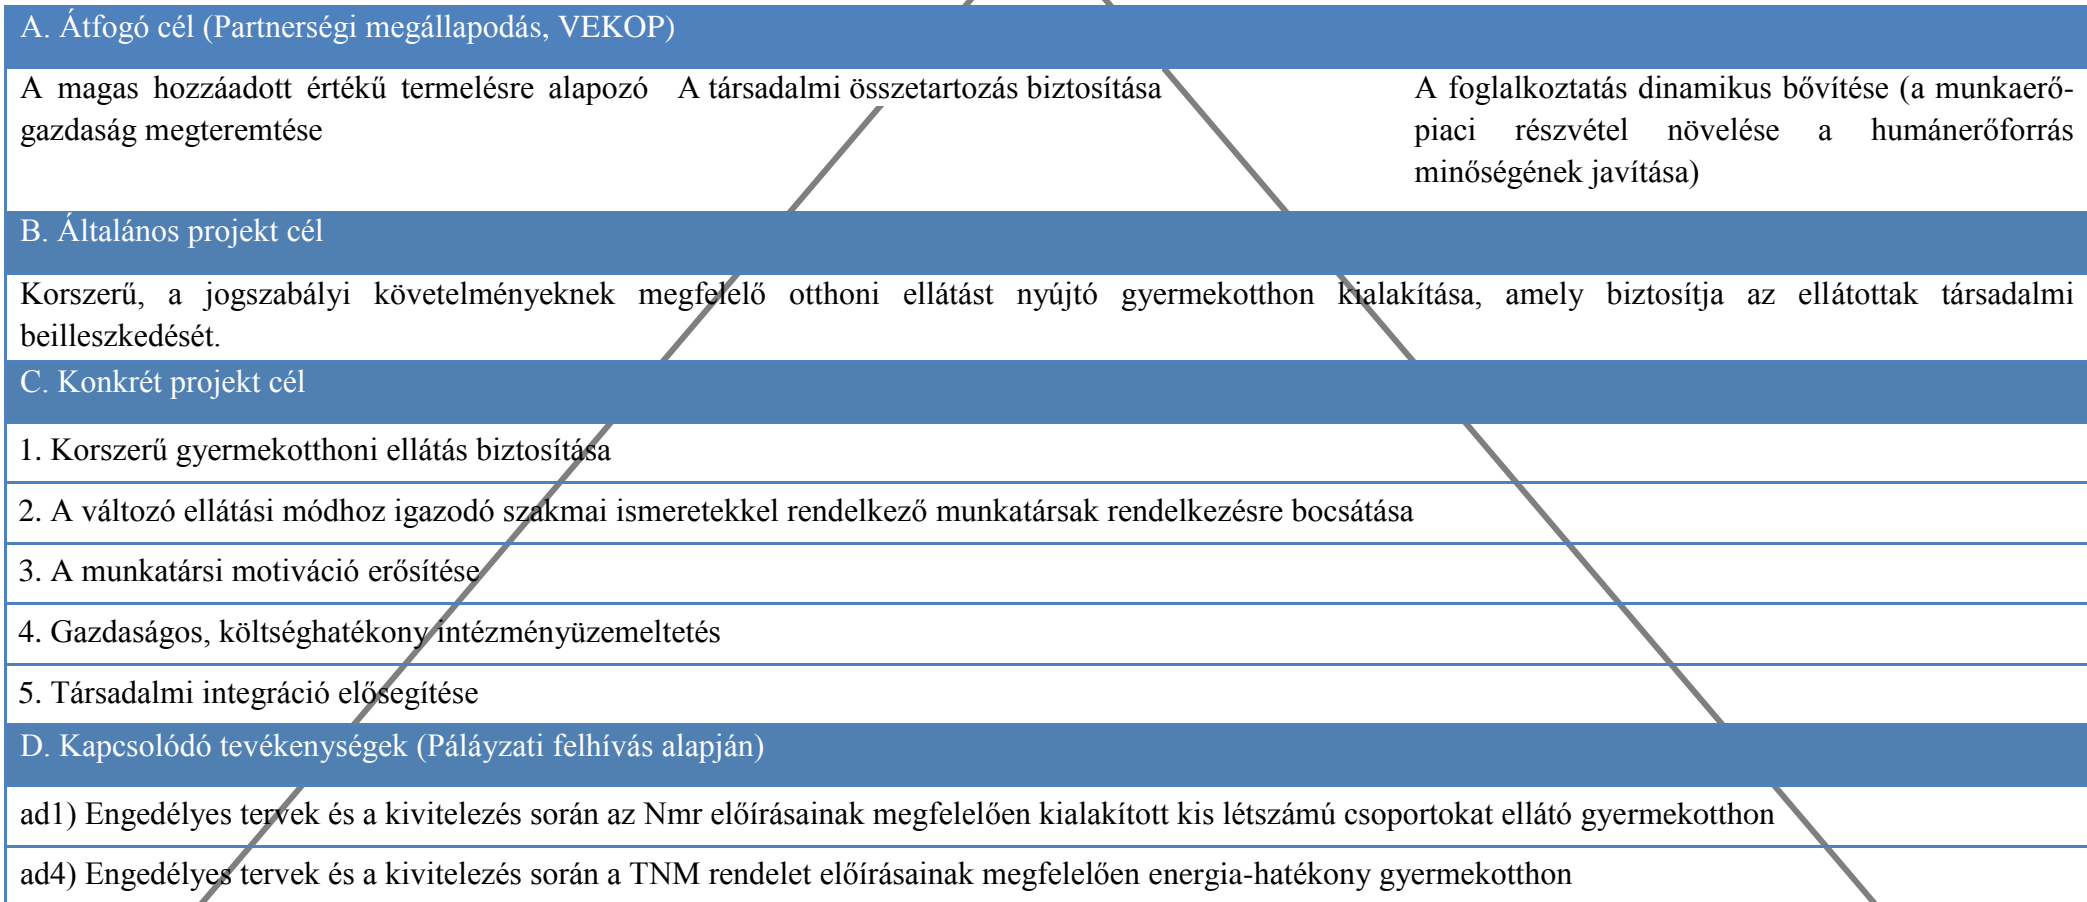 A. Átfogó cél (Partnerségi megállapodás, VEKOP)
A magas hozzáadott értékű termelésre alapozó
gazdaság megteremtése
A társadalmi összetartozás biztosítása
A foglalkoztatás dinamikus bővítése (a munkaerő-
piaci részvétel növelése a humánerőforrás
minőségének javítása)
B. Általános projekt cél
Korszerű, a jogszabályi követelményeknek megfelelő otthoni ellátást nyújtó gyermekotthon kialakítása, amely biztosítja az ellátottak társadalmi
beilleszkedését.
C. Konkrét projekt cél
1. Korszerű gyermekotthoni ellátás biztosítása
2. A változó ellátási módhoz igazodó szakmai ismeretekkel rendelkező munkatársak rendelkezésre bocsátása
3. A munkatársi motiváció erősítése
4. Gazdaságos, költséghatékony intézményüzemeltetés
5. Társadalmi integráció elősegítése
D. Kapcsolódó tevékenységek (Páláyzati felhívás alapján)
ad1) Engedélyes tervek és a kivitelezés során az Nmr előírásainak megfelelően kialakított kis létszámú csoportokat ellátó gyermekotthon
ad4) Engedélyes tervek és a kivitelezés során a TNM rendelet előírásainak megfelelően energia-hatékony gyermekotthon